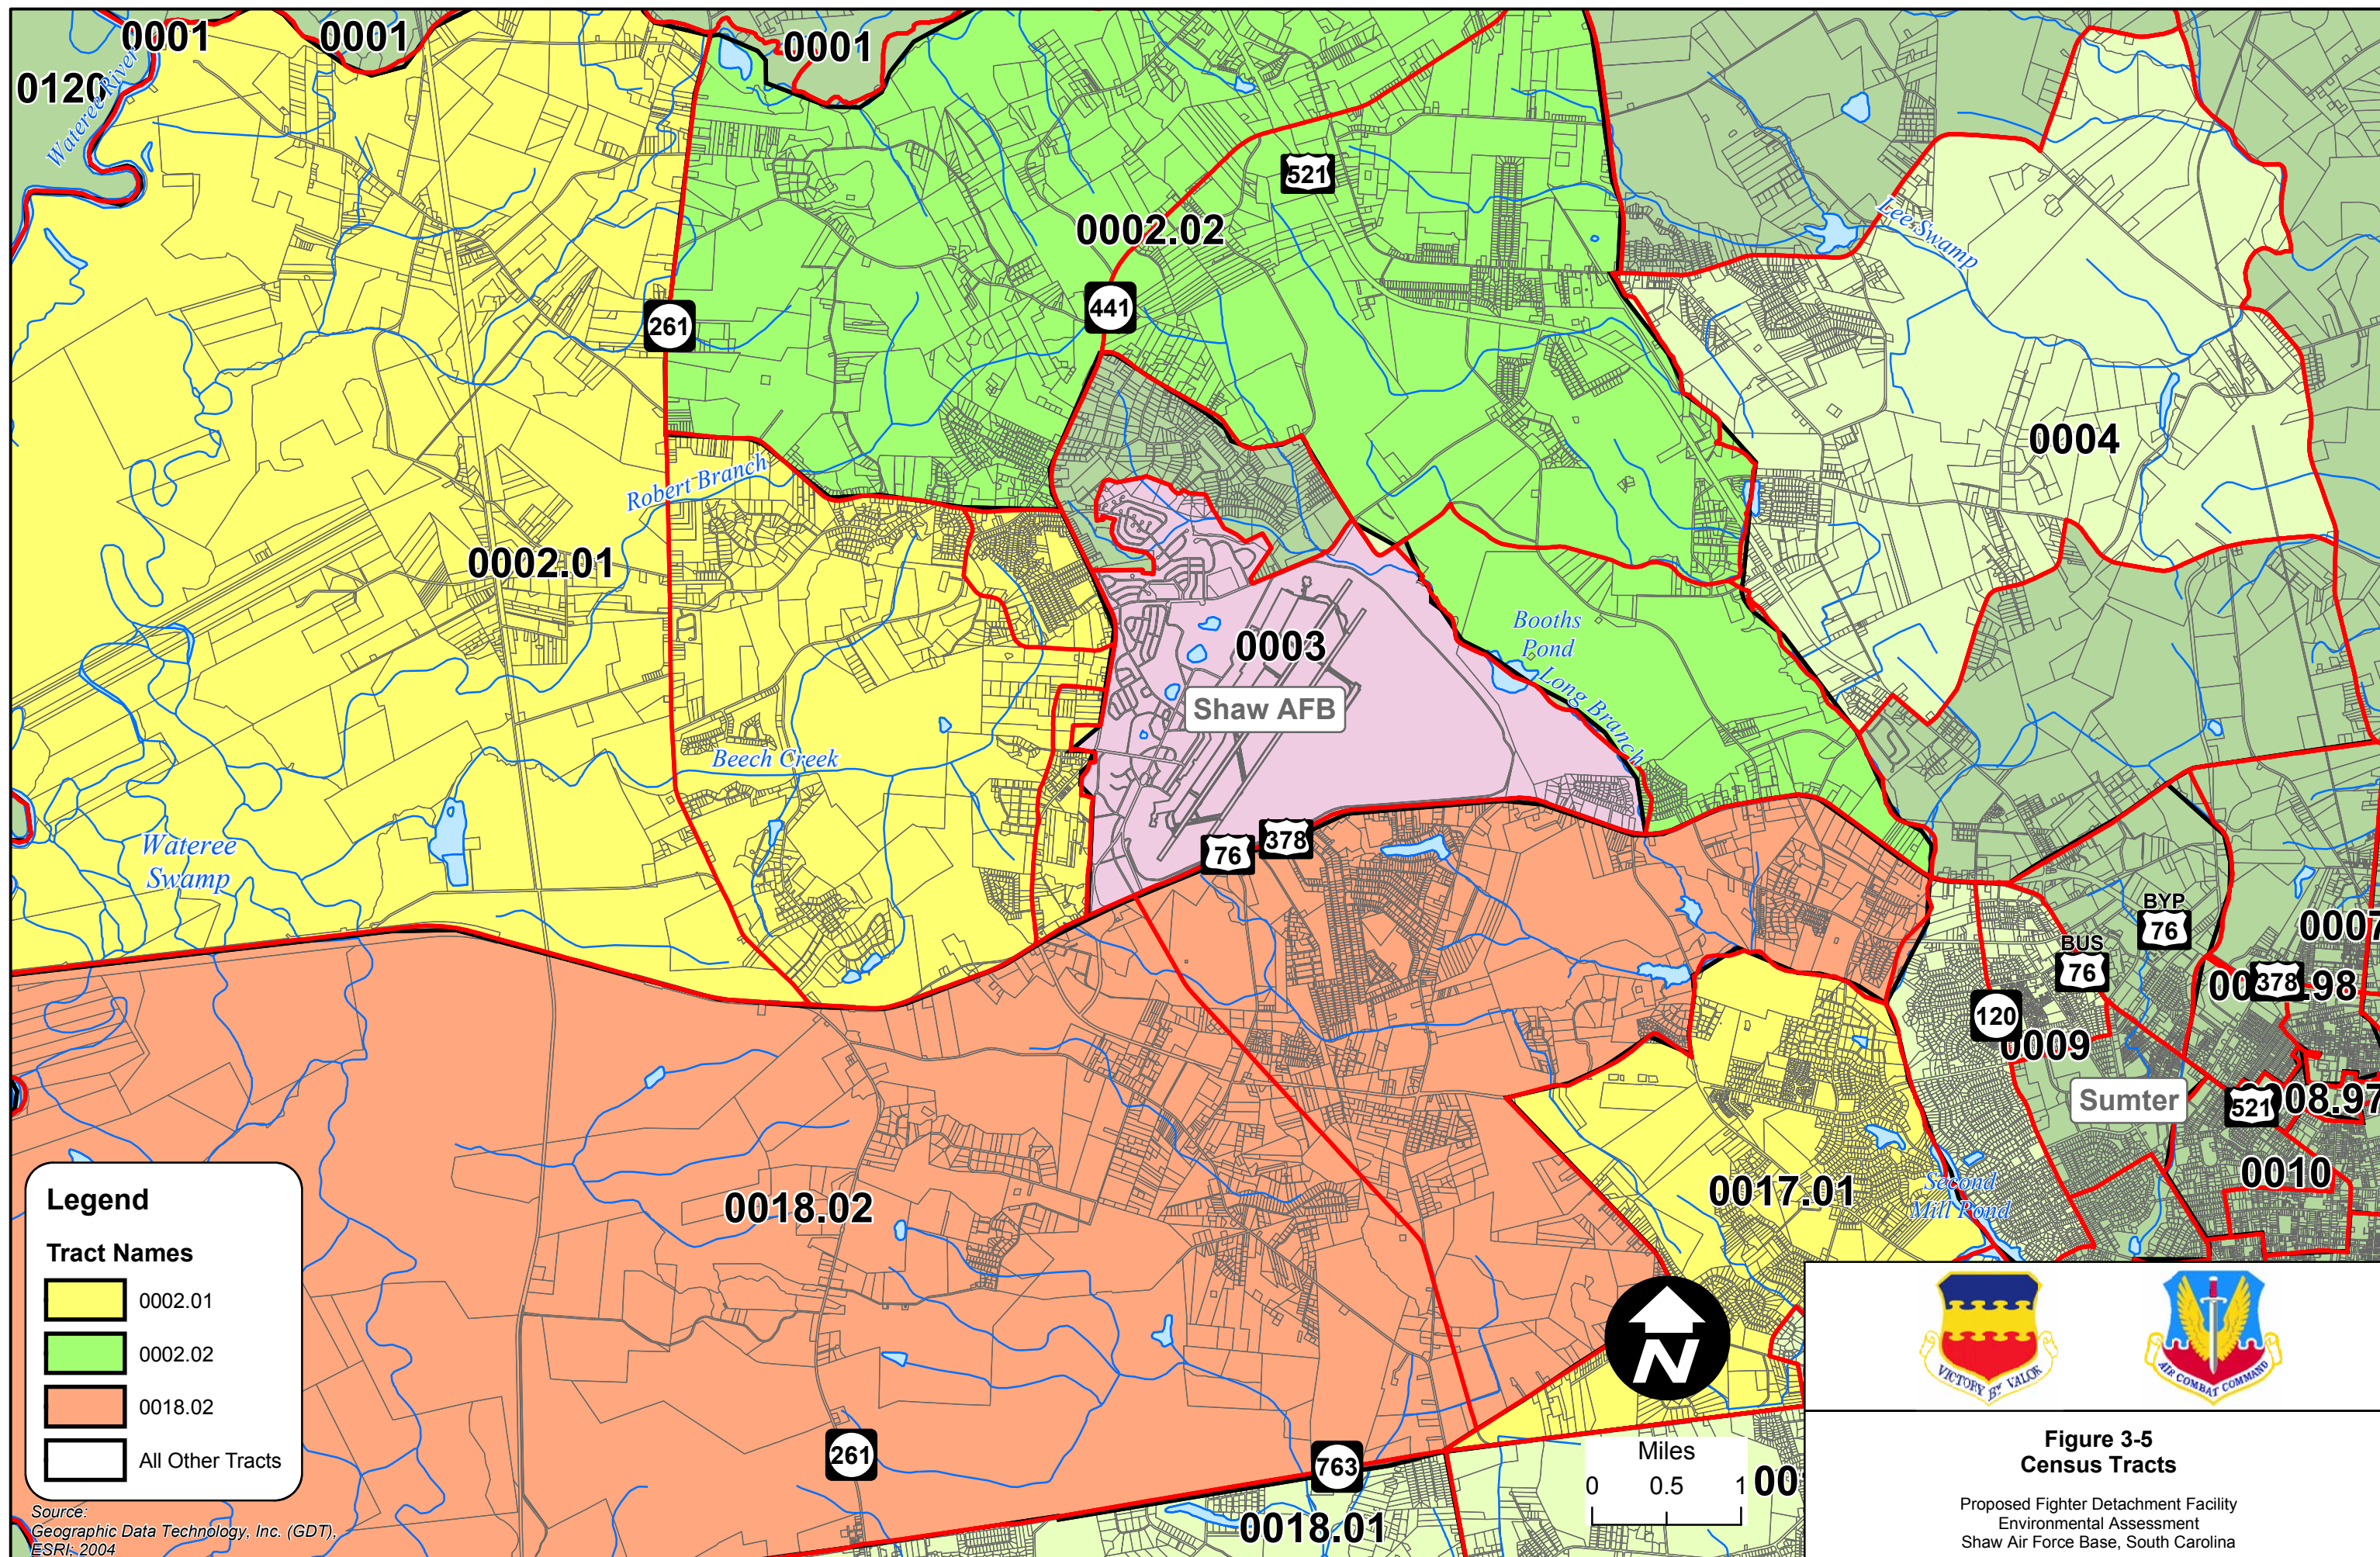 0001
0001
0001
0120
Wateree River
521
0002.02
Lee Swamp
441
261
0004
Robert Branch
0002.01
0003
Booths
Pond
Long Branch
Shaw AFB
Beech Creek
Wateree
Swamp
76
378
BYP
76
0007
BUS
76
378
120
0009
Sumter
521
08.97
0010
0017.01
Second
Mill Pond
0018.02
Legend
Tract Names
0002.01
0002.02
0018.02
All Other Tracts
N
VICTORY BY VALOR
AIR COMBAT COMMAND
261
763
Miles
0 0.5 1
00
0018.01
Source:
Geographic Data Technology, Inc. (GDT),
ESRI; 2004
Figure 3-5
Census Tracts
Proposed Fighter Detachment Facility
Environmental Assessment
Shaw Air Force Base, South Carolina